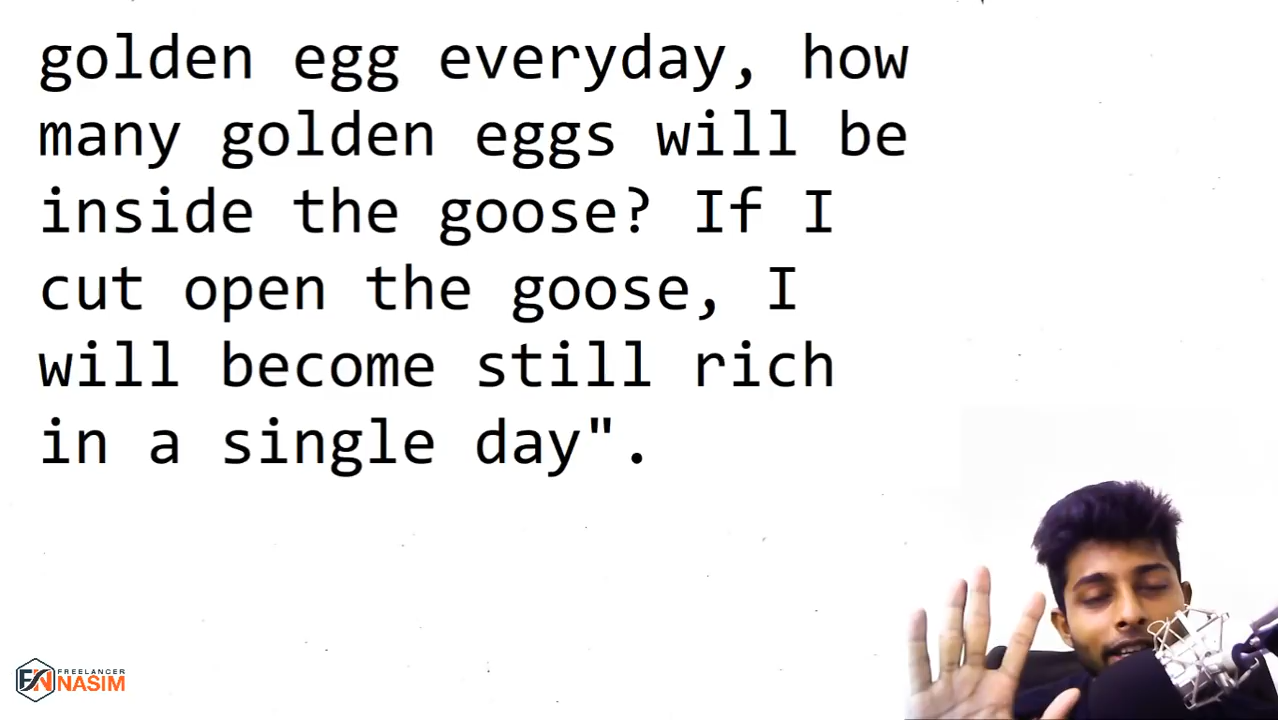 golden egg everyday, how
many golden eggs will be
inside the goose? If I
cut open the goose, I
will become still rich
in a single day".
FN FREELANCER
NASIM